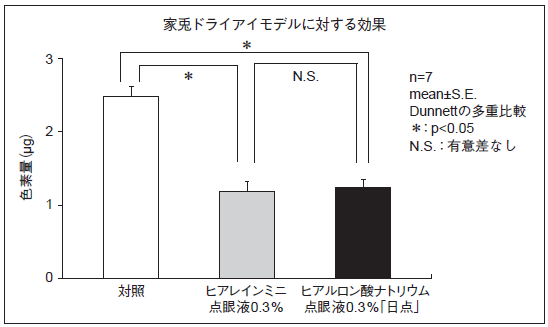 家兎ドライアイモデルに対する効果
*
*
N.S.
n=7
mean±S.E.
Dunnettの多重比較
*:p<0.05
N.S.:有意差なし
色素量(μg)
3
2
1
0
対照
ヒアレインミニ
点眼液0.3%
ヒアルロン酸ナトリウム
点眼液0.3%「日点」